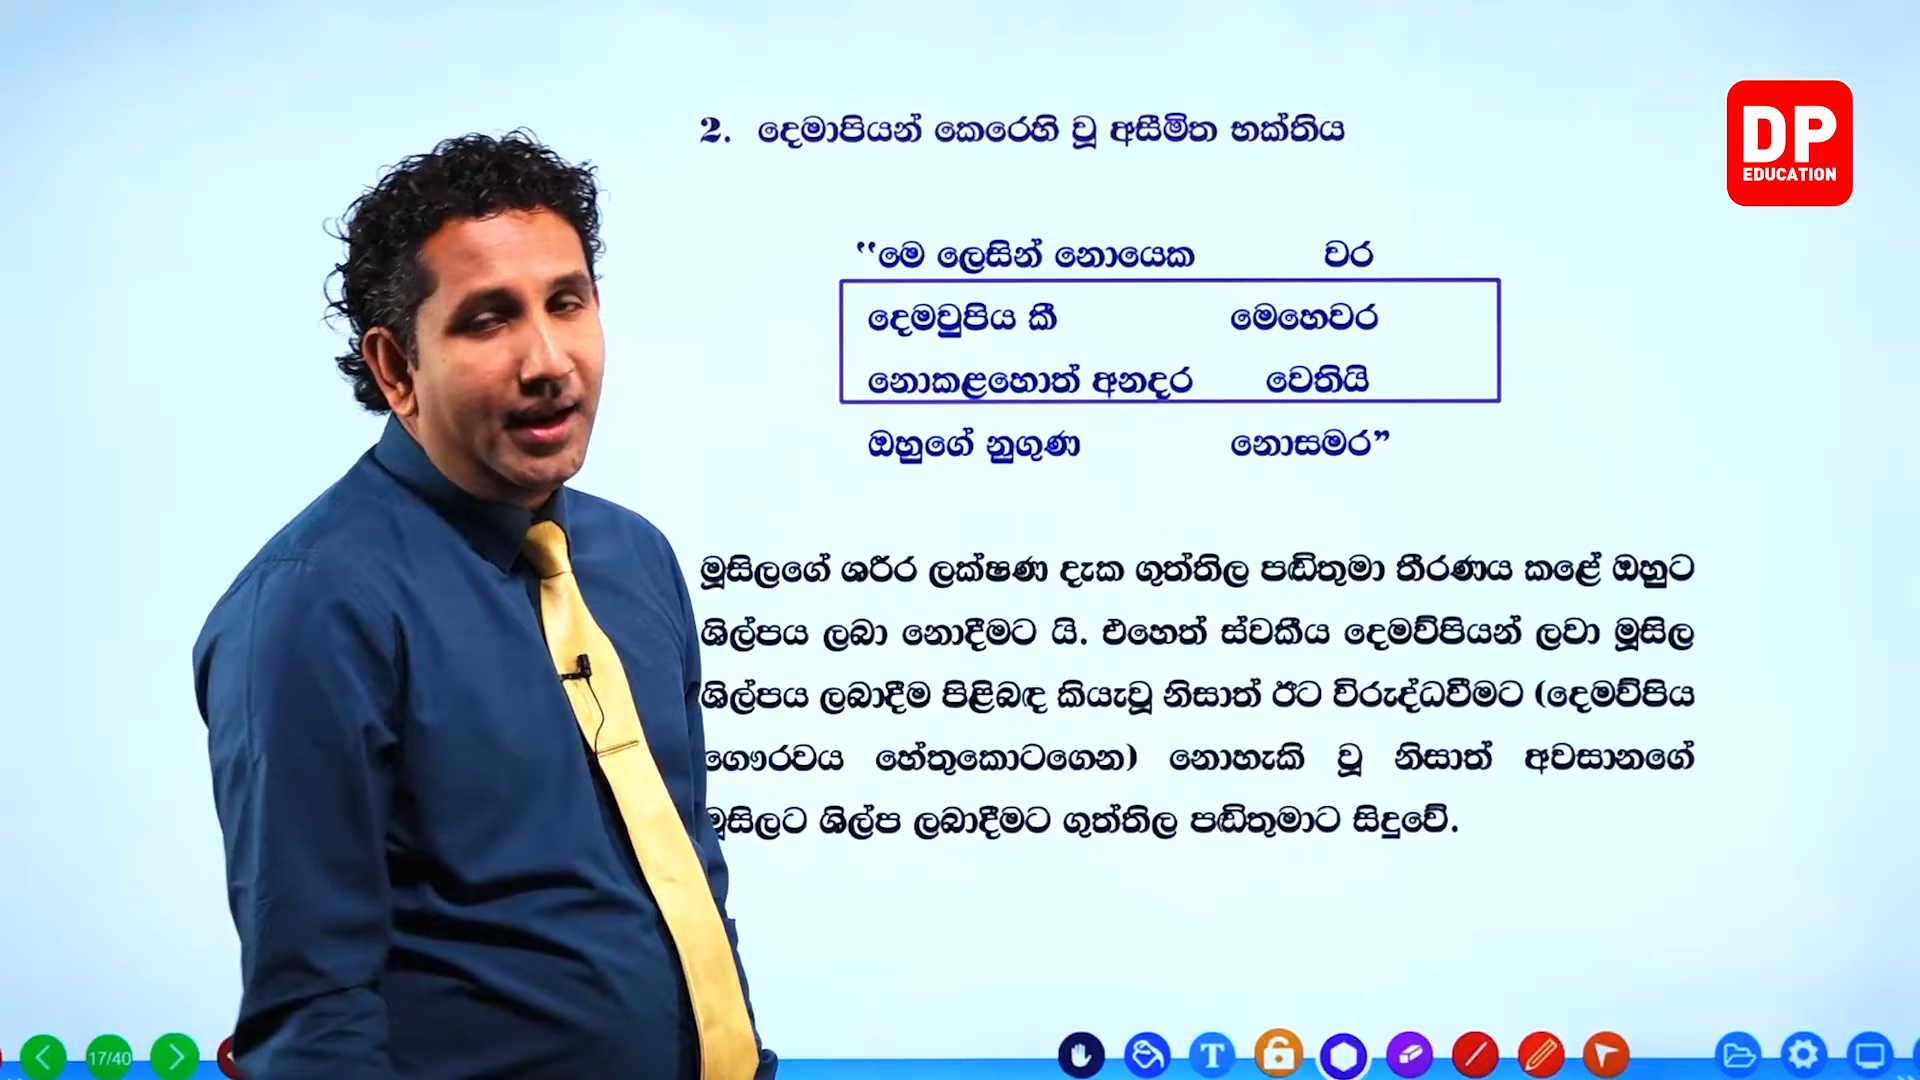 DP
EDUCATION
2. දෙමාපියන් කෙරෙහි වූ අසීමිත භක්තිය
“මෙ ලෙසින් නොයෙක වර
දෙමවුපිය කී මෙහෙවර
නොකළහොත් අනදර වෙතියි
ඔහුගේ නුගුණ නොසමර”
මූසිලගේ ශරීර ලක්ෂණ දැක ගුත්තිල පඬිතුමා තීරණය කළේ ඔහුට
ශිල්පය ලබා නොදීමට යි. එහෙත් ස්වකීය දෙමව්පියන් ලවා මූසිල
ශිල්පය ලබාදීම පිළිබඳ කියැවූ නිසාත් ඊට විරුද්ධවීමට (දෙමව්පිය
ගෞරවය හේතුකොටගෙන) නොහැකි වූ නිසාත් අවසානගේ
මූසිලට ශිල්ප ලබාදීමට ගුත්තිල පඬිතුමාට සිදුවේ.
17/40
T